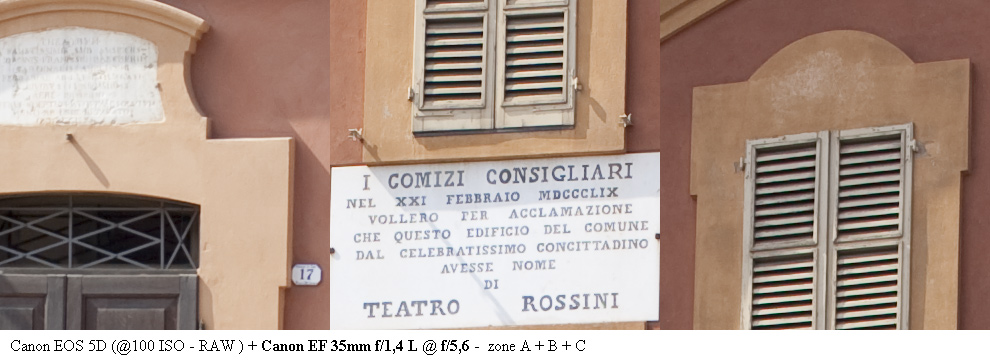 17
I COMIZI CONSIGLIARI
NEL XXI FEBBRAIO MDCCCLIX
VOLLERO PER ACCLAMAZIONE
CHE QUESTO EDIFICIO DEL COMUNE
DAL CELEBRATISSIMO CONCITTADINO
AVESSE NOME
DI
TEATRO ROSSINI
Canon EOS 5D (@100 ISO - RAW ) + Canon EF 35mm f/1,4 L @ f/5,6 - zone A + B + C